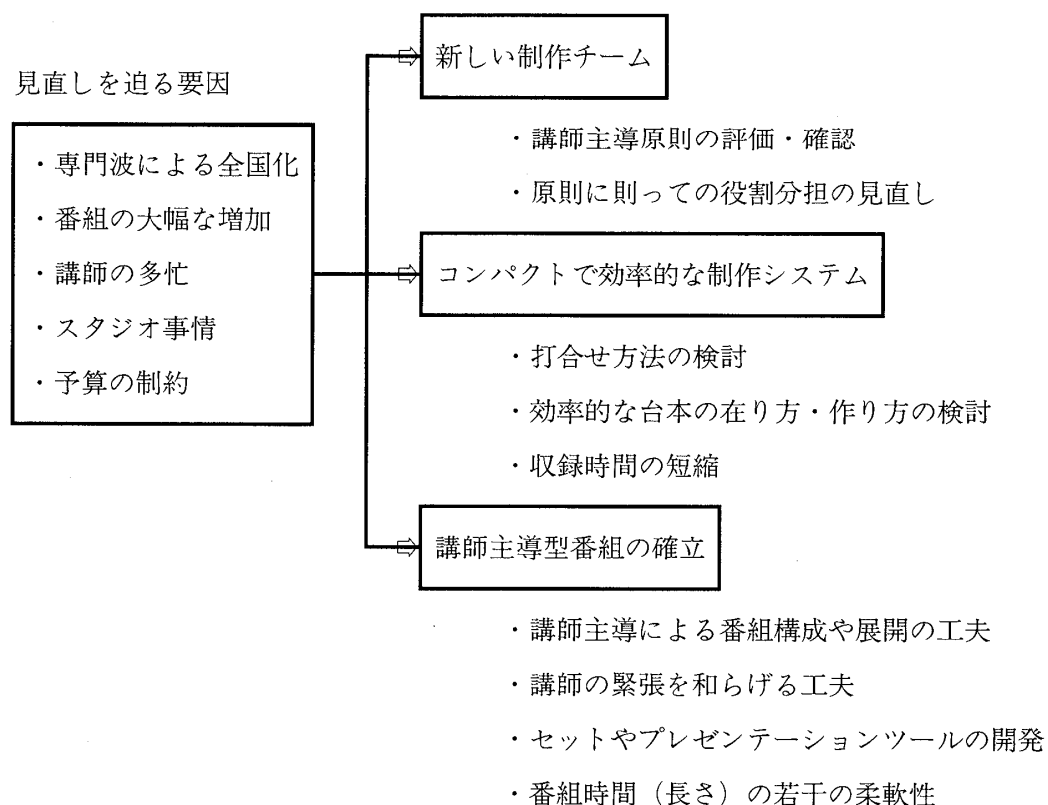 見直しを迫る要因
・専門波による全国化
・番組の大幅な増加
・講師の多忙
・スタジオ事情
・予算の制約
新しい制作チーム
・講師主導原則の評価・確認
・原則に則っての役割分担の見直し
コンパクトで効率的な制作システム
・打合せ方法の検討
・効率的な台本の在り方・作り方の検討
・収録時間の短縮
講師主導型番組の確立
・講師主導による番組構成や展開の工夫
・講師の緊張を和らげる工夫
・セットやプレゼンテーションツールの開発
・番組時間（長さ）の若干の柔軟性